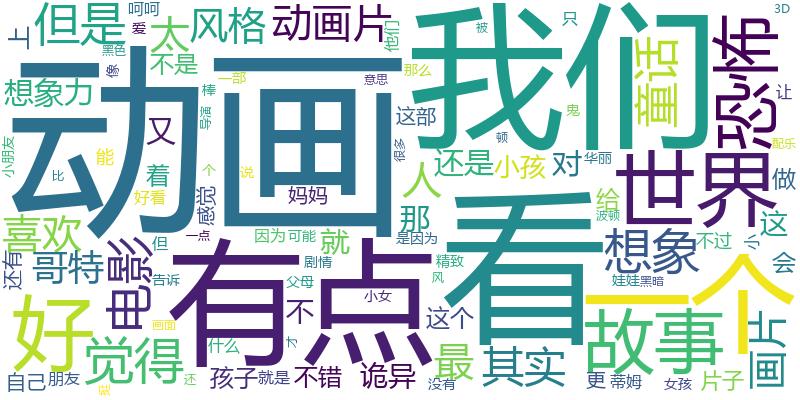 但是
呵呵
爱
太
风格
动画片
他们
我们
恐怖
3D
只
被
上
黑色
像
不是
一部
棒
导演
意思
那么
童话
让
想象力
动画
又
这部
很多
顿
鬼
配乐
小朋友
能
比
着
好看
个
说
妈妈
人
还是
小孩
对
华丽
世界
做
喜欢
感觉
那
给
波顿
但
一点
因为
可能
就
是因为
看
想象
不过
小
这
还有
哥特
电影
告诉
有点
剧情
父母
精致
风
娃娃
黑暗
一个
会
好
画面
不
小女
这个
故事
画片
觉得
什么
才
最
其实
自己
朋友
就
还
孩子
就是
不错
诡异
没有
更
蒂姆
女孩
片子